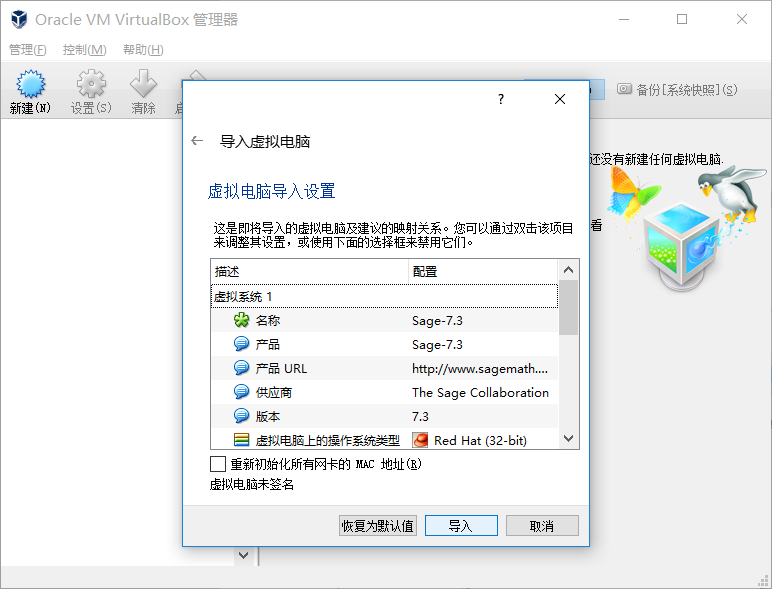 Oracle VM VirtualBox 管理器
管理(F) 控制(M) 帮助(H)
新建(N) 设置(S) 清除
备份[系统快照](S)
还没有新建任何虚拟电脑.
看
?
导入虚拟电脑
虚拟电脑导入设置
这是即将导入的虚拟电脑及建议的映射关系。您可以通过双击该项目
来调整其设置，或使用下面的选择框来禁用它们。
描述 配置
虚拟系统 1
名称 Sage-7.3
产品 Sage-7.3
产品 URL http://www.sagemath....
供应商 The Sage Collaboration
版本 7.3
虚拟电脑上的操作系统类型 Red Hat (32-bit)
重新初始化所有网卡的 MAC 地址(R)
虚拟电脑未签名
恢复为默认值 导入 取消